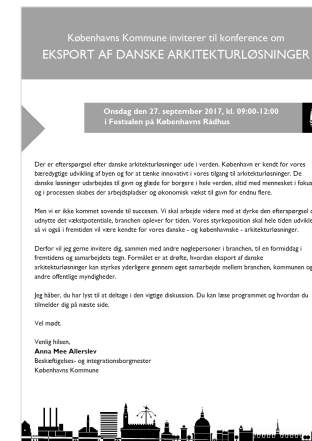 Københavns Kommune inviterer til konference om
EKSPORT AF DANSKE ARKITEKTURLØSNINGER
Onsdag den 27. september 2017, kl. 09:00-12:00
i Festsalen på Københavns Rådhus
Der er efterspørgsel efter danske arkitekturløsninger ude i verden. København er kendt for vores
bæredygtige udvikling af byen og for at tænke innovativt i vores tilgang til arkitekturløsninger. De
danske løsninger udarbejdes til gavn og glæde for borgere i hele verden, altid med mennesket i fokus
og i processen skabes der arbejdspladser og økonomisk vækst til gavn for endnu flere.
Men vi er ikke kommet sovende til succesen. Vi skal arbejde videre med at dyrke den efterspørgsel
udnytte det vækstpotentiale, branchen oplever for tiden. Vores styrkeposition skal hele tiden
så vi også i fremtiden vil være kendte for vores danske - og københavnske - arkitekturløsninger.
Derfor vil jeg gerne invitere dig, sammen med andre nøglepersoner i branchen, til en formiddag i
fremtidens og samarbejdets tegn. Formålet er at drøfte, hvordan eksport af danske
arkitekturløsninger kan styrkes yderligere gennem øget samarbejde mellem branchen, kommunen
andre offentlige myndigheder.
Jeg håber, du har lyst til at deltage i den vigtige diskussion. Du kan læse programmet og hvordan du
tilmelder dig på næste side.
Vel mødt.
Venlig hilsen,
Anna Mee Allerslev
Beskæftigelses- og integrationsborgmester
Københavns Kommune